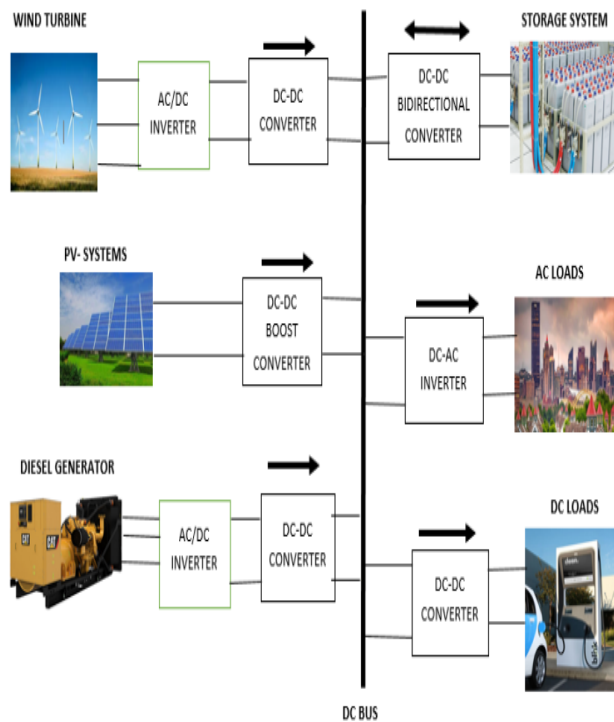 WIND TURBINE
AC/DC
INVERTER
DC-DC
CONVERTER
DC-DC
BIDIRECTIONAL
CONVERTER
STORAGE SYSTEM
PV- SYSTEMS
DC-DC
BOOST
CONVERTER
DC-AC
INVERTER
AC LOADS
DIESEL GENERATOR
CAT
CAT
AC/DC
INVERTER
DC-DC
CONVERTER
DC-DC
CONVERTER
DC LOADS
DC BUS